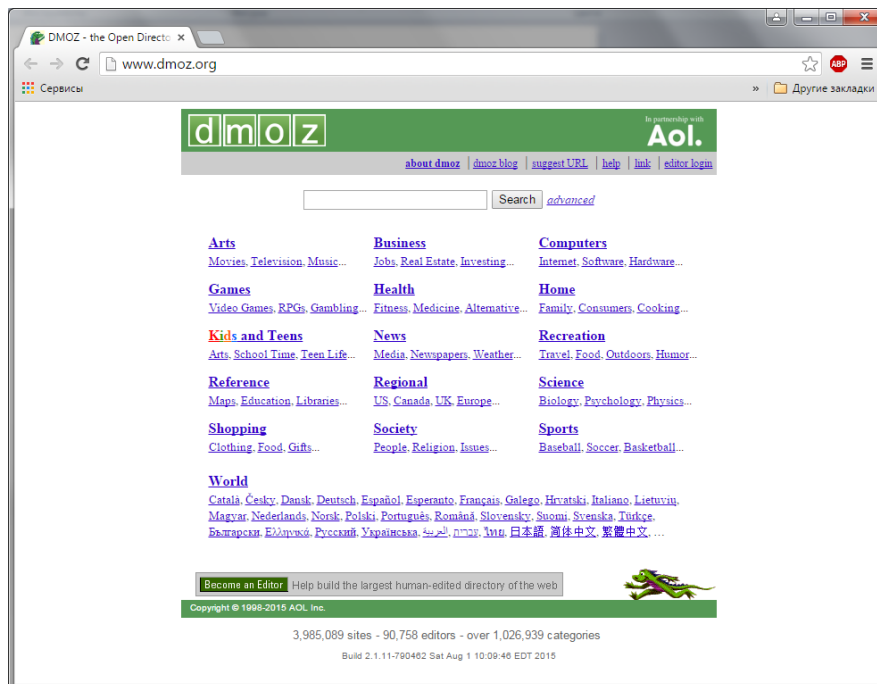 DMOZ - the Open Directo
www.dmoz.org
ABP
Сервисы
» Другие закладки
dmoz
In partnership with
Aol.
about dmoz | dmoz blog | suggest URL | help | link | editor login
Search advanced
Arts Business Computers
Movies, Television, Music... Jobs, Real Estate, Investing... Internet, Software, Hardware...
Games Health Home
Video Games, RPGs, Gambling... Fitness, Medicine, Alternative... Family, Consumers, Cooking...
Kids and Teens News Recreation
Arts, School Time, Teen Life... Media, Newspapers, Weather... Travel, Food, Outdoors, Humor...
Reference Regional Science
Maps, Education, Libraries... US, Canada, UK, Europe... Biology, Psychology, Physics...
Shopping Society Sports
Clothing, Food, Gifts... People, Religion, Issues... Baseball, Soccer, Basketball...
World
Català, Česky, Dansk, Deutsch, Español, Esperanto, Français, Galego, Hrvatski, Italiano, Lietuvių,
Magyar, Nederlands, Norsk, Polski, Português, Română, Slovensky, Suomi, Svenska, Türkçe,
Български, Ελληνικά, Русский, Українська, العربية, עברית, ไทย, 日本語, 简体中文, 繁體中文, ...
Become an Editor Help build the largest human-edited directory of the web
Copyright © 1998-2015 AOL Inc.
3,985,089 sites - 90,758 editors - over 1,026,939 categories
Build 2.1.11-790462 Sat Aug 1 10:09:46 EDT 2015